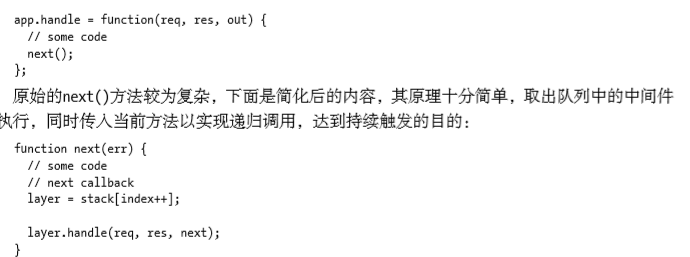 app.handle = function(req, res, out) {
  // some code
  next();
};
原始的next()方法较为复杂，下面是简化后的内容，其原理十分简单，取出队列中的中间件
执行，同时传入当前方法以实现递归调用，达到持续触发的目的：
function next(err) {
  // some code
  // next callback
  layer = stack[index++];

  layer.handle(req, res, next);
}